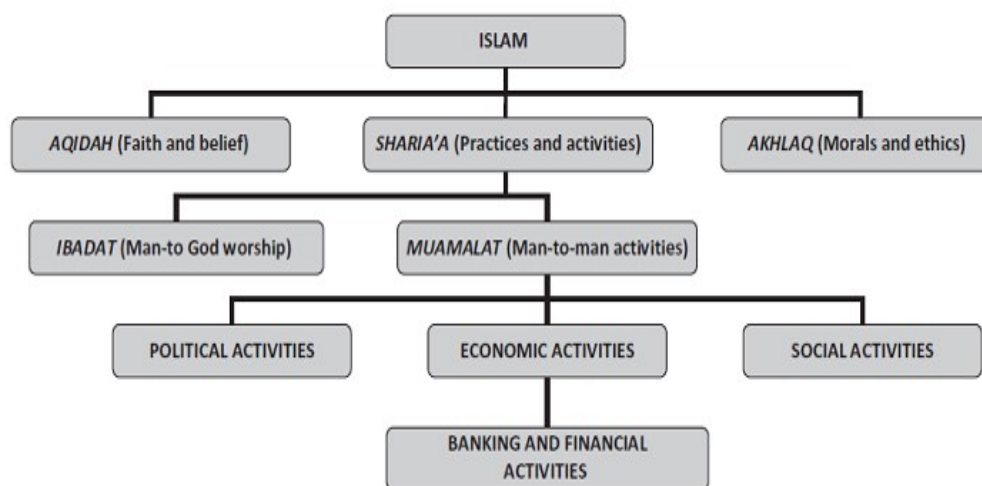 ISLAM
AQIDAH (Faith and belief)
SHARIA'A (Practices and activities)
AKHLAQ (Morals and ethics)
IBADAT (Man-to God worship)
MUAMALAT (Man-to-man activities)
POLITICAL ACTIVITIES
ECONOMIC ACTIVITIES
SOCIAL ACTIVITIES
BANKING AND FINANCIAL
ACTIVITIES